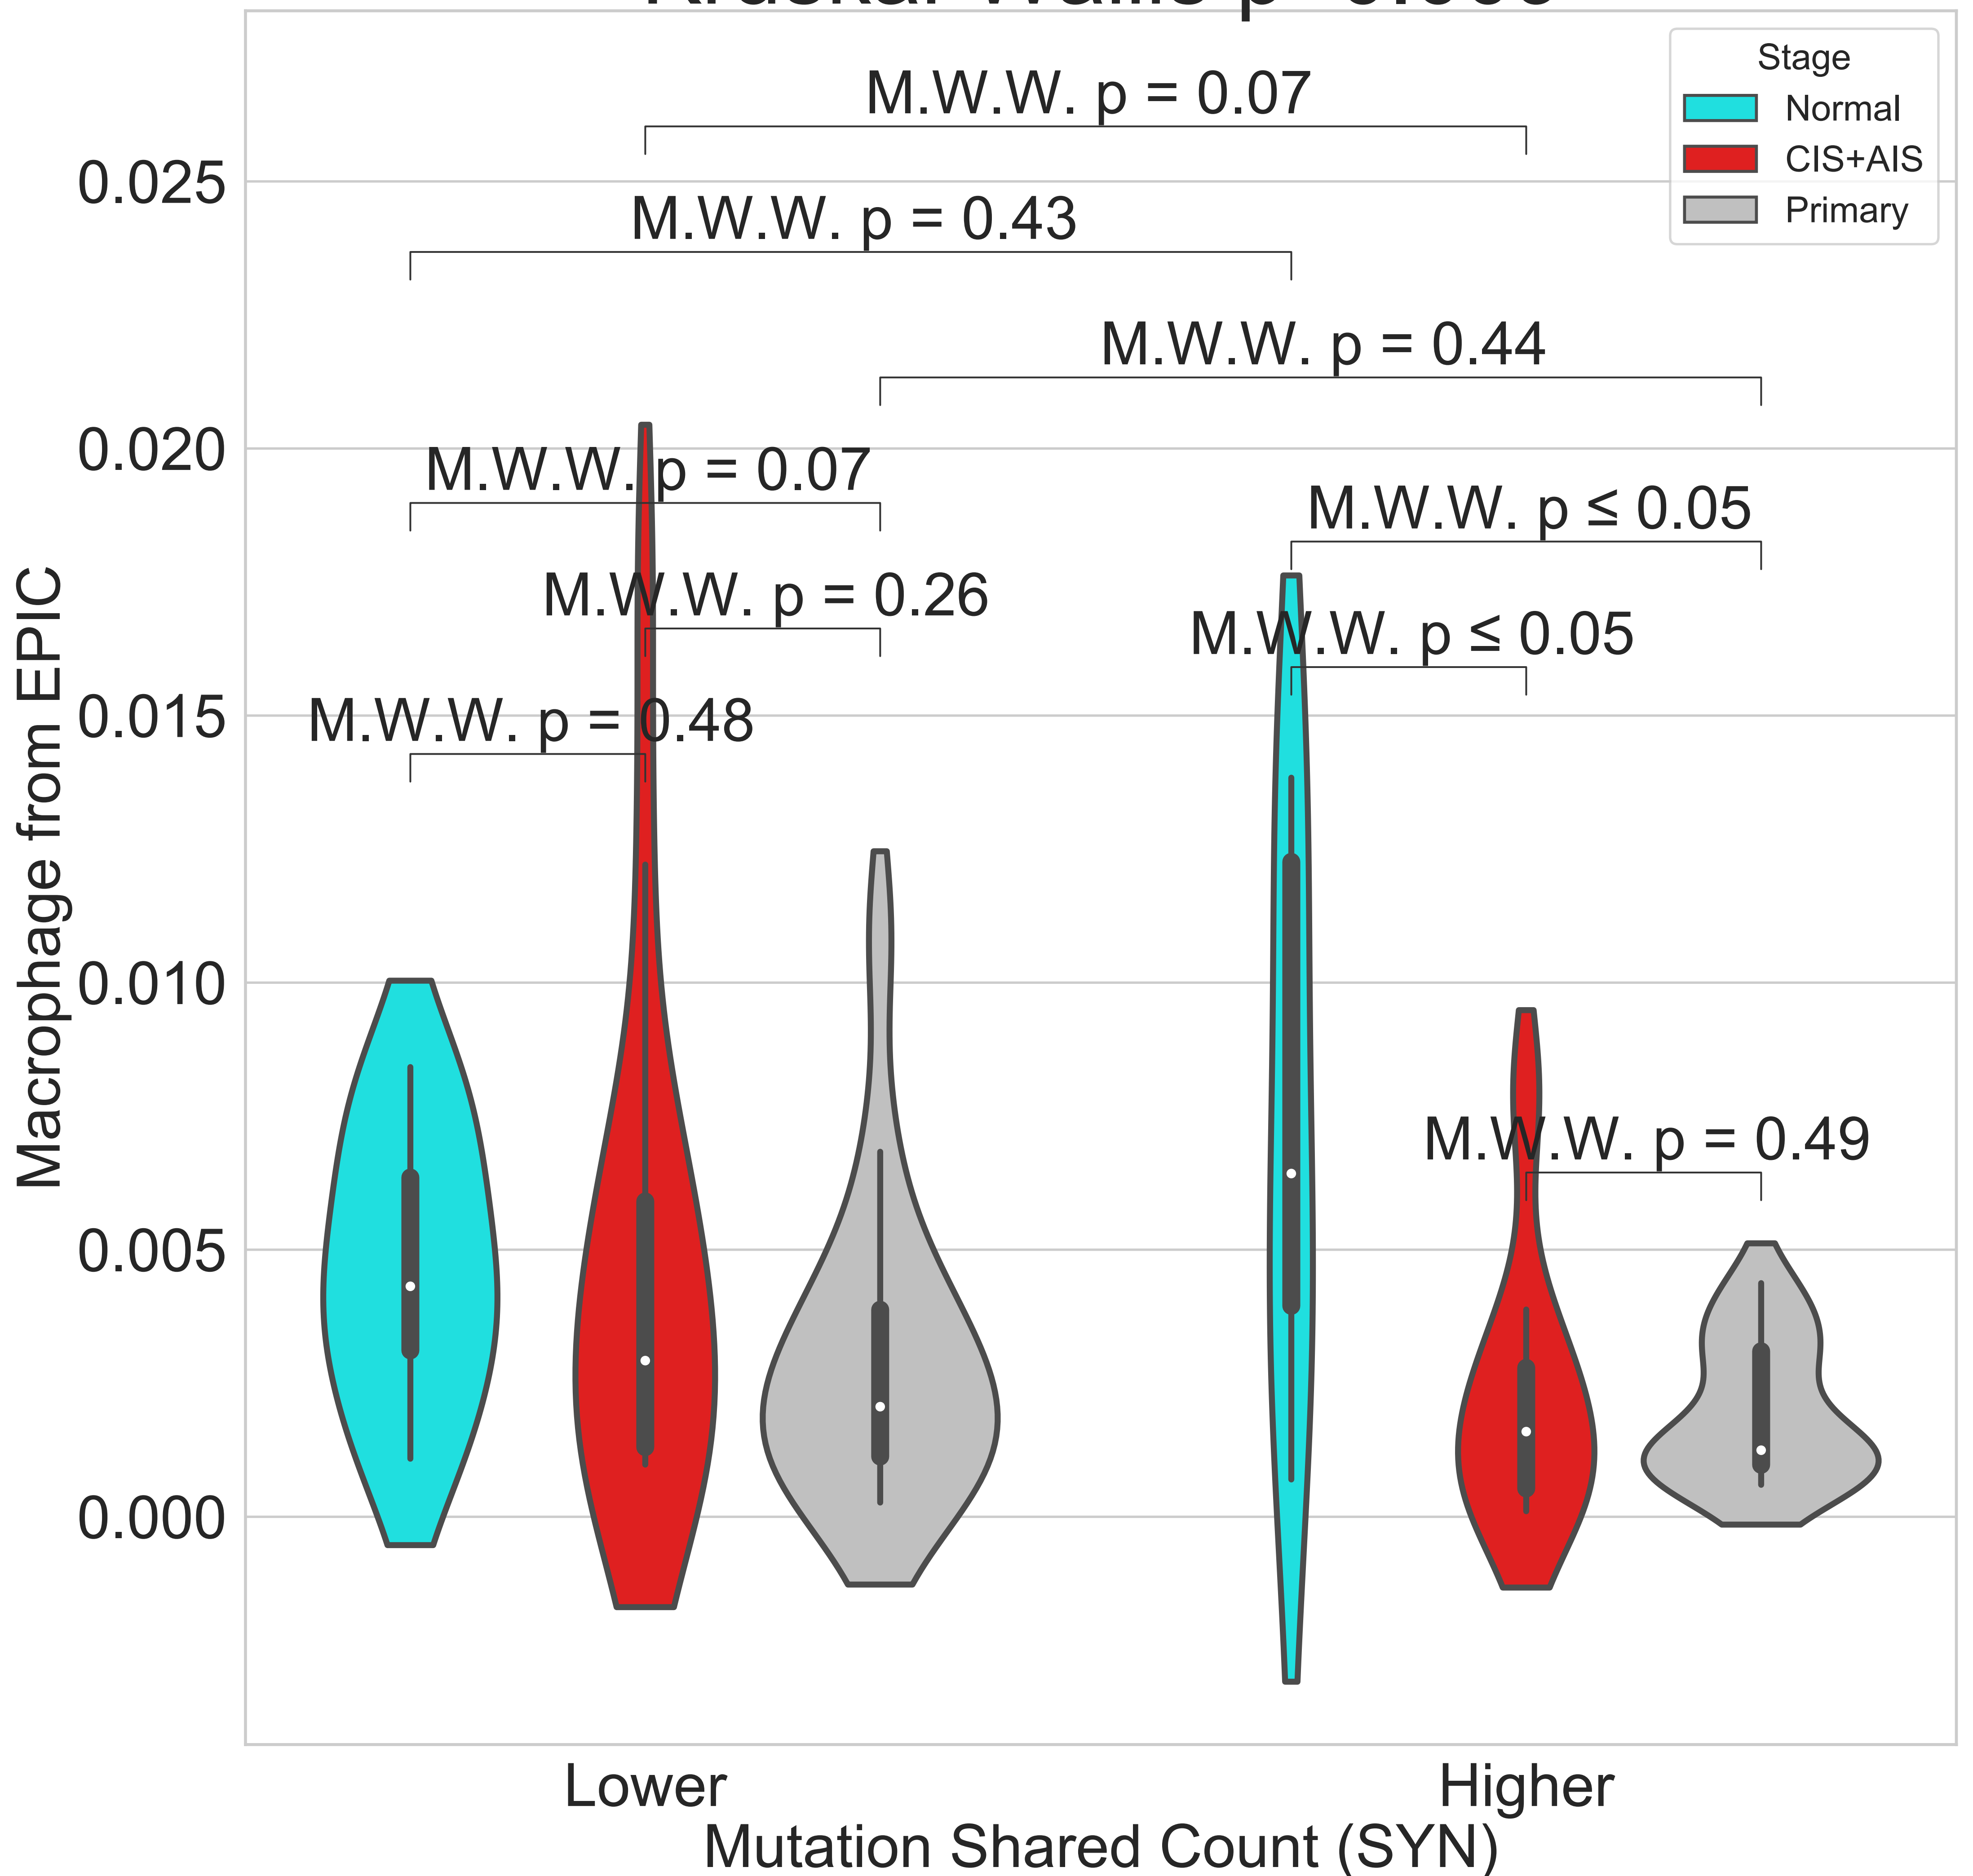 Stage
Normal
CIS+AIS
Primary
M.W.W. p = 0.07
M.W.W. p = 0.43
M.W.W. p = 0.44
M.W.W. p = 0.07
M.W.W. p ≤ 0.05
M.W.W. p = 0.26
M.W.W. p ≤ 0.05
M.W.W. p = 0.48
M.W.W. p = 0.49
0.025
0.020
0.015
0.010
0.005
0.000
Macrophage from EPIC
Lower
Higher
Mutation Shared Count (SYN)